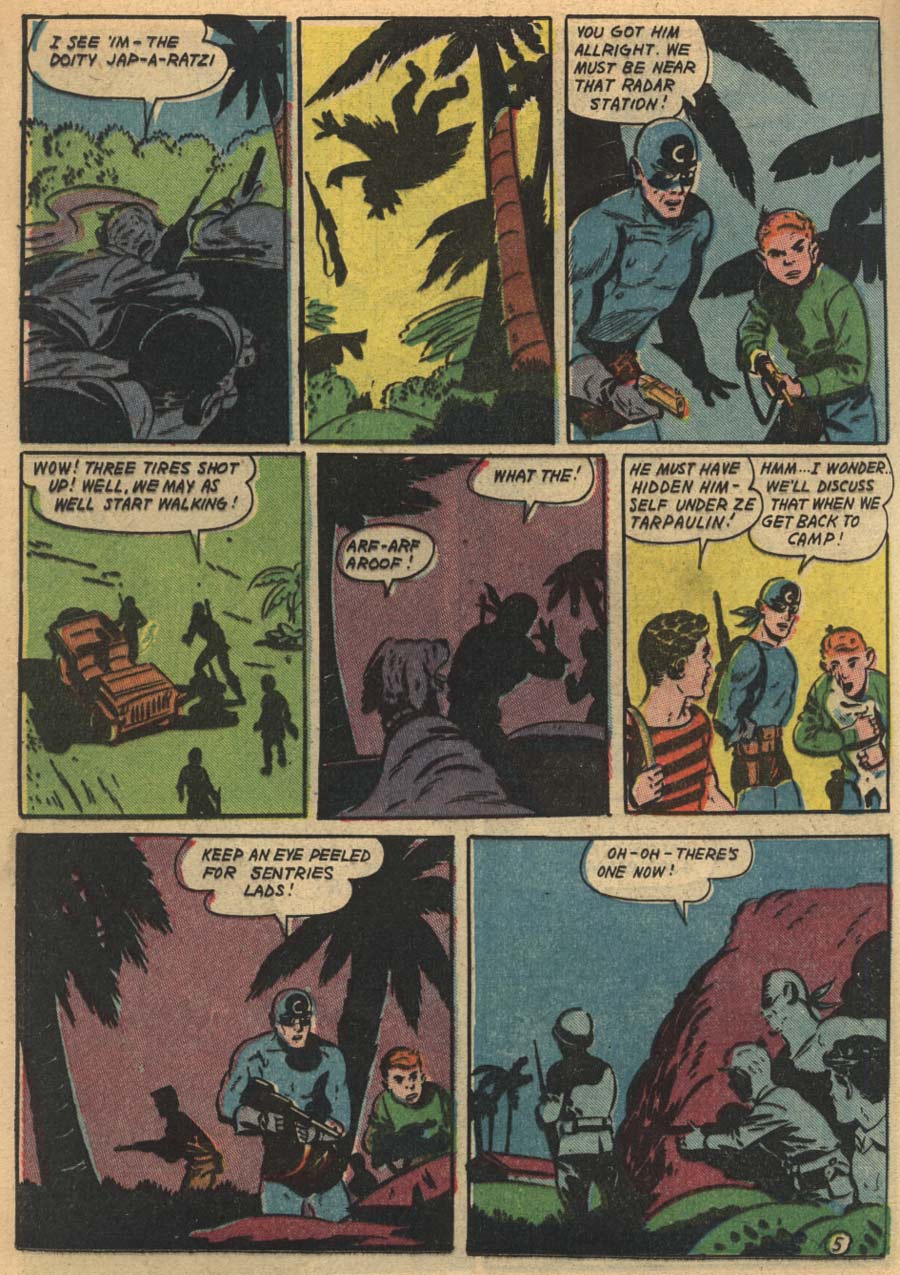 I SEE 'IM - THE
DOITY JAP-A-RATZI
YOU GOT HIM
ALLRIGHT. WE
MUST BE NEAR
THAT RADAR
STATION!
C
WOW! THREE TIRES SHOT
UP! WELL, WE MAY AS
WELL START WALKING!
WHAT THE!
ARF-ARF
AROOF!
HE MUST HAVE
HIDDEN HIM-
SELF UNDER ZE
TARPAULIN!
HMM...I WONDER..
WE'LL DISCUSS
THAT WHEN WE
GET BACK TO
CAMP!
C
KEEP AN EYE PEELED
FOR SENTRIES
LADS!
C
OH-OH-THERE'S
ONE NOW!
5